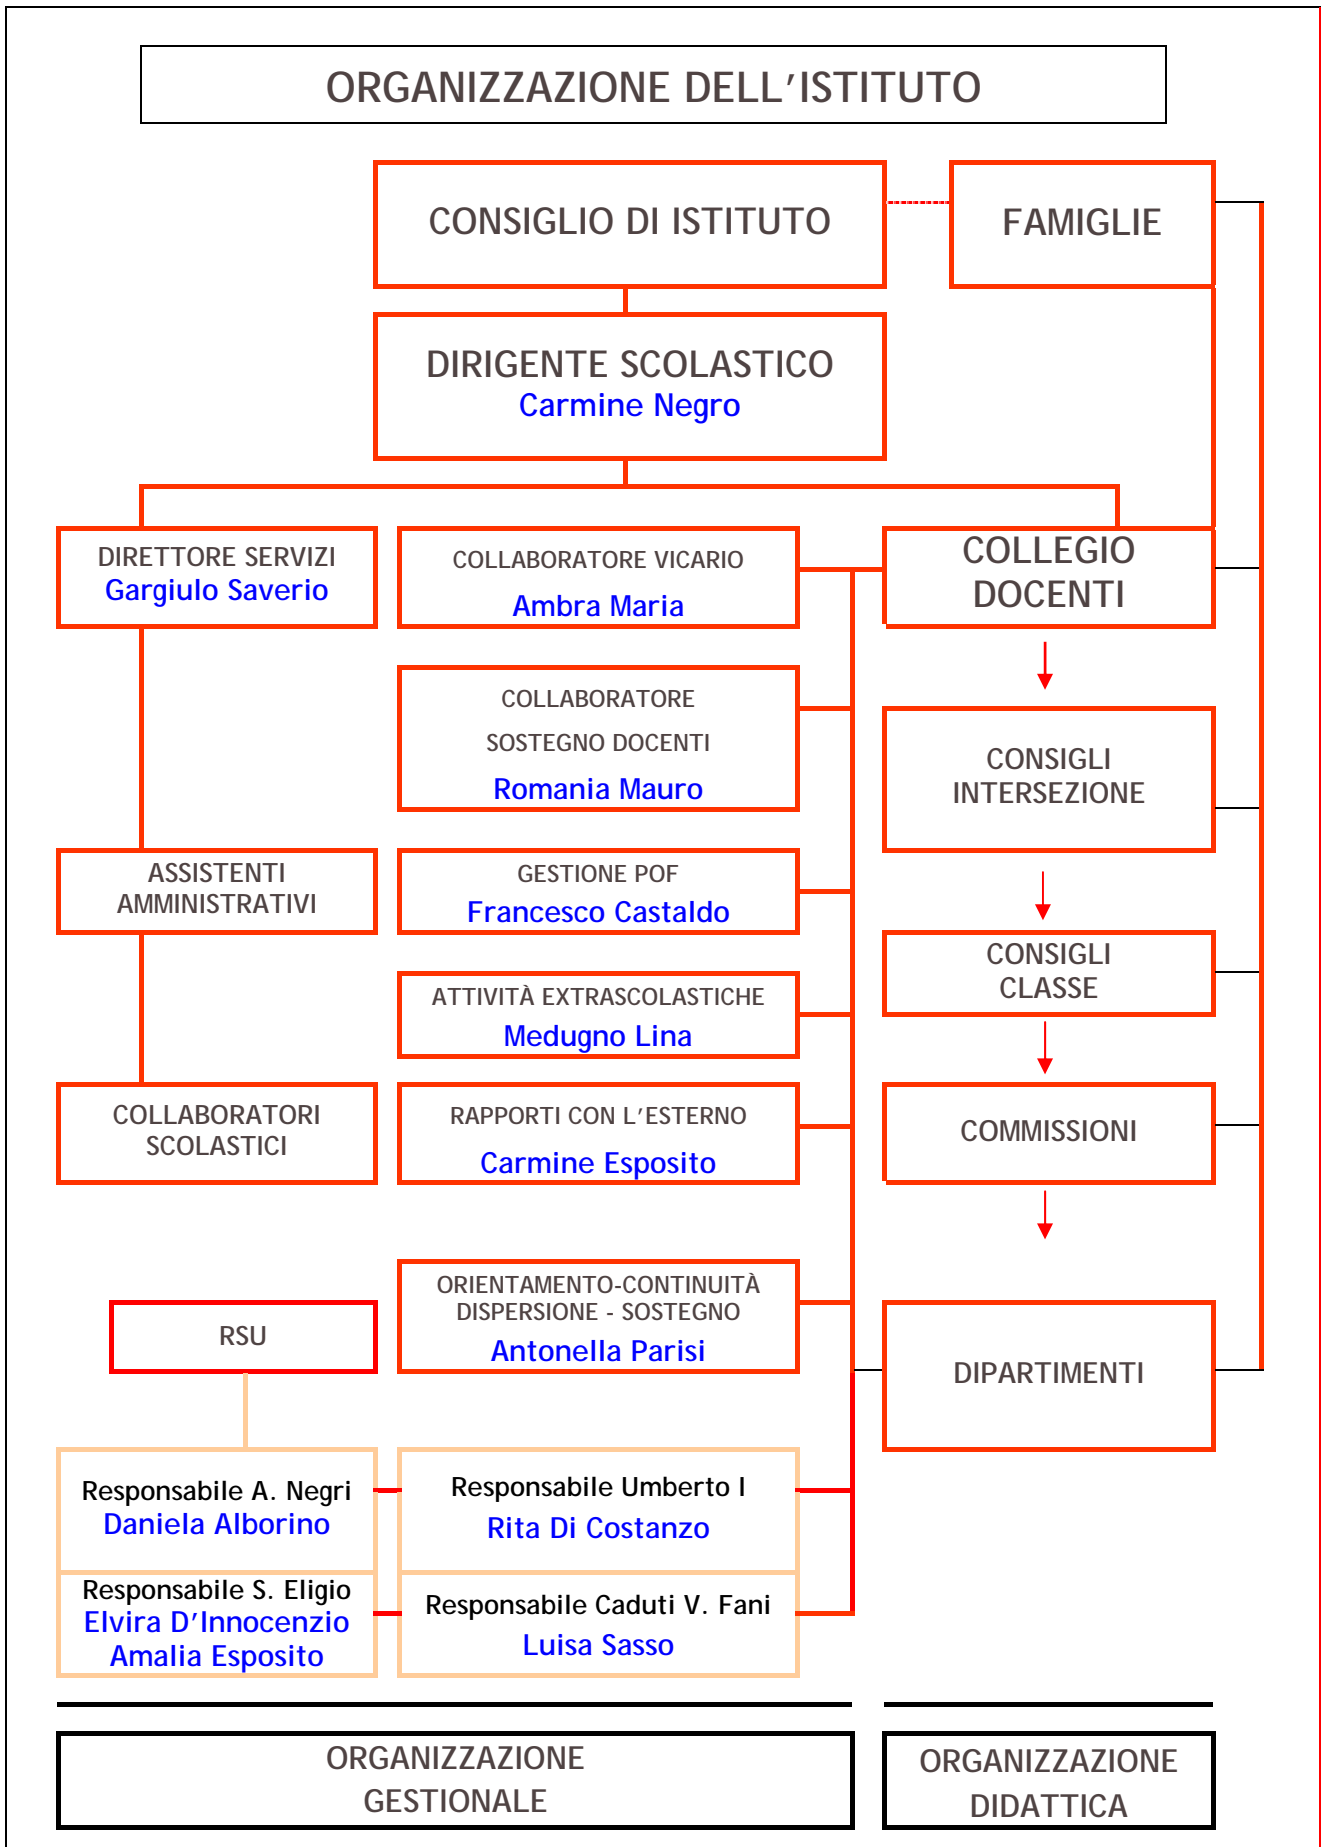 ORGANIZZAZIONE DELL'ISTITUTO
CONSIGLIO DI ISTITUTO
FAMIGLIE
DIRIGENTE SCOLASTICO
Carmine Negro
DIRETTORE SERVIZI
Gargiulo Saverio
COLLABORATORE VICARIO
Ambra Maria
COLLEGIO
DOCENTI
COLLABORATORE
SOSTEGNO DOCENTI
Romania Mauro
CONSIGLI
INTERSEZIONE
ASSISTENTI
AMMINISTRATIVI
GESTIONE POF
Francesco Castaldo
CONSIGLI
CLASSE
ATTIVITÀ EXTRASCOLASTICHE
Medugno Lina
COLLABORATORI
SCOLASTICI
RAPPORTI CON L'ESTERNO
Carmine Esposito
COMMISSIONI
ORIENTAMENTO-CONTINUITÀ
DISPERSIONE - SOSTEGNO
Antonella Parisi
RSU
DIPARTIMENTI
Responsabile A. Negri
Daniela Alborino
Responsabile Umberto I
Rita Di Costanzo
Responsabile S. Eligio
Elvira D'Innocenzio
Amalia Esposito
Responsabile Caduti V. Fani
Luisa Sasso
ORGANIZZAZIONE
GESTIONALE
ORGANIZZAZIONE
DIDATTICA